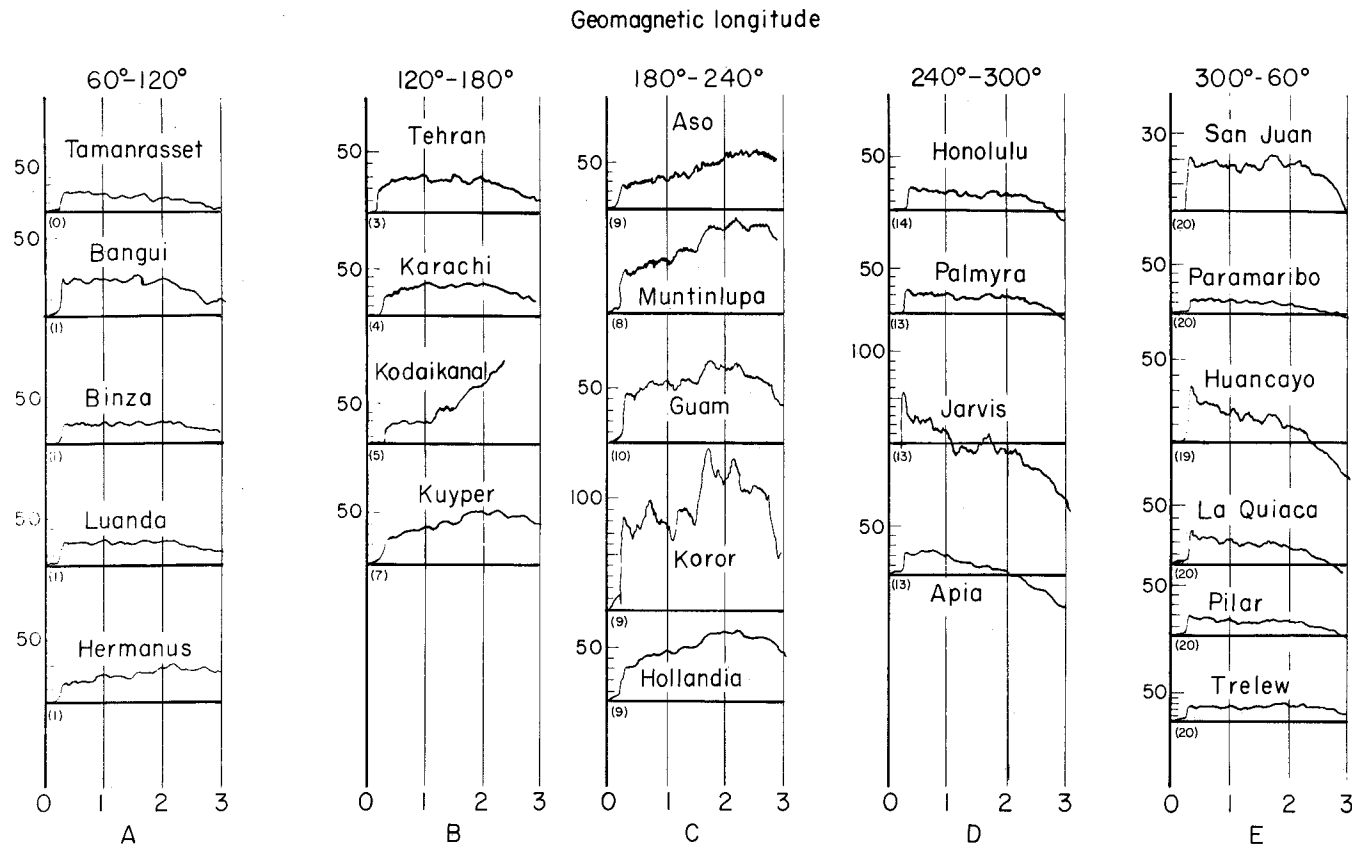 Geomagnetic longitude
60°-120°
50
Tamanrasset
(0)
50
Bangui
(1)
50
Binza
(1)
50
Luanda
(1)
50
Hermanus
(1)
0 1 2 3
A
120°-180°
50
Tehran
(3)
50
Karachi
(4)
50
Kodaikanal
(5)
50
Kuyper
(7)
0 1 2 3
B
180°-240°
Aso
50
(9)
Muntinlupa
(8)
50
Guam
(10)
100
Koror
(9)
50
Hollandia
(9)
0 1 2 3
C
240°-300°
50
Honolulu
(14)
50
Palmyra
(13)
100
Jarvis
(13)
50
(13)
Apia
0 1 2 3
D
300°-60°
30
San Juan
(20)
50
Paramaribo
(20)
50
Huancayo
(19)
50
La Quiaca
(20)
50
Pilar
(20)
50
Trelew
(20)
0 1 2 3
E